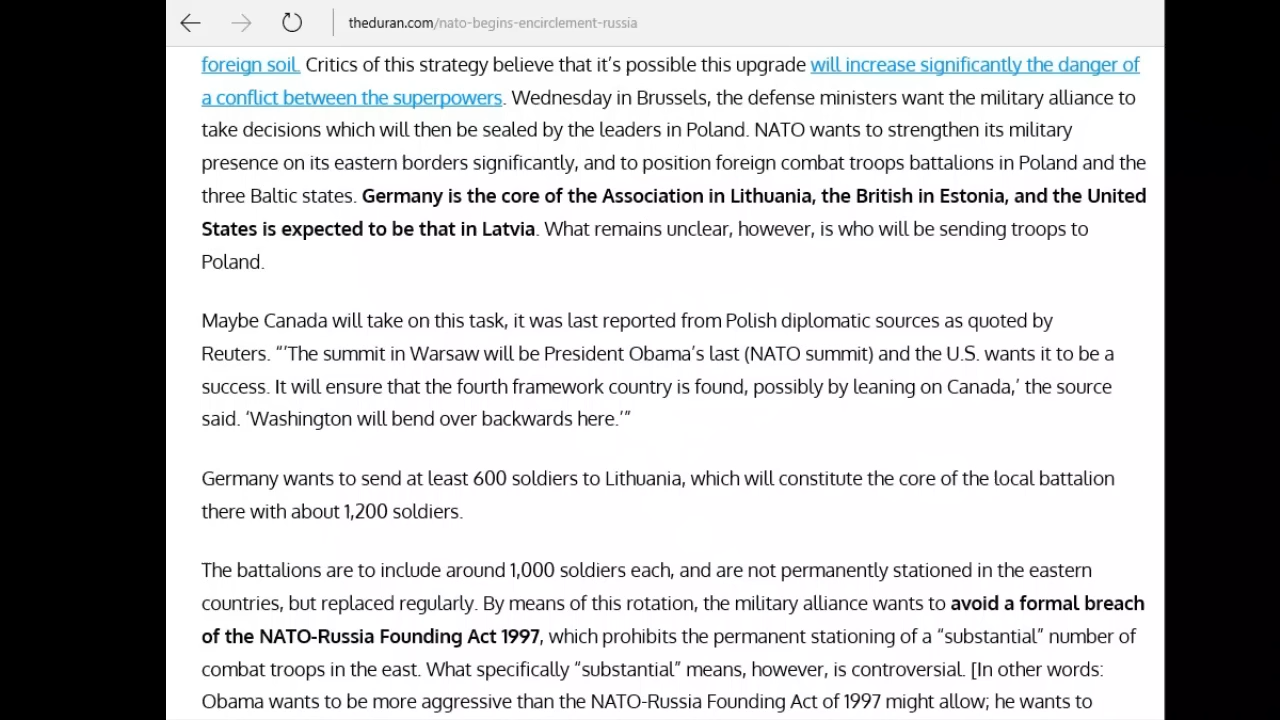 theduran.com/nato-begins-encirclement-russia
foreign soil. Critics of this strategy believe that it’s possible this upgrade will increase significantly the danger of
a conflict between the superpowers. Wednesday in Brussels, the defense ministers want the military alliance to
take decisions which will then be sealed by the leaders in Poland. NATO wants to strengthen its military
presence on its eastern borders significantly, and to position foreign combat troops battalions in Poland and the
three Baltic states. Germany is the core of the Association in Lithuania, the British in Estonia, and the United
States is expected to be that in Latvia. What remains unclear, however, is who will be sending troops to
Poland.
Maybe Canada will take on this task, it was last reported from Polish diplomatic sources as quoted by
Reuters. “‘The summit in Warsaw will be President Obama’s last (NATO summit) and the U.S. wants it to be a
success. It will ensure that the fourth framework country is found, possibly by leaning on Canada,’ the source
said. ‘Washington will bend over backwards here.’”
Germany wants to send at least 600 soldiers to Lithuania, which will constitute the core of the local battalion
there with about 1,200 soldiers.
The battalions are to include around 1,000 soldiers each, and are not permanently stationed in the eastern
countries, but replaced regularly. By means of this rotation, the military alliance wants to avoid a formal breach
of the NATO-Russia Founding Act 1997, which prohibits the permanent stationing of a “substantial” number of
combat troops in the east. What specifically “substantial” means, however, is controversial. [In other words:
Obama wants to be more aggressive than the NATO-Russia Founding Act of 1997 might allow; he wants to